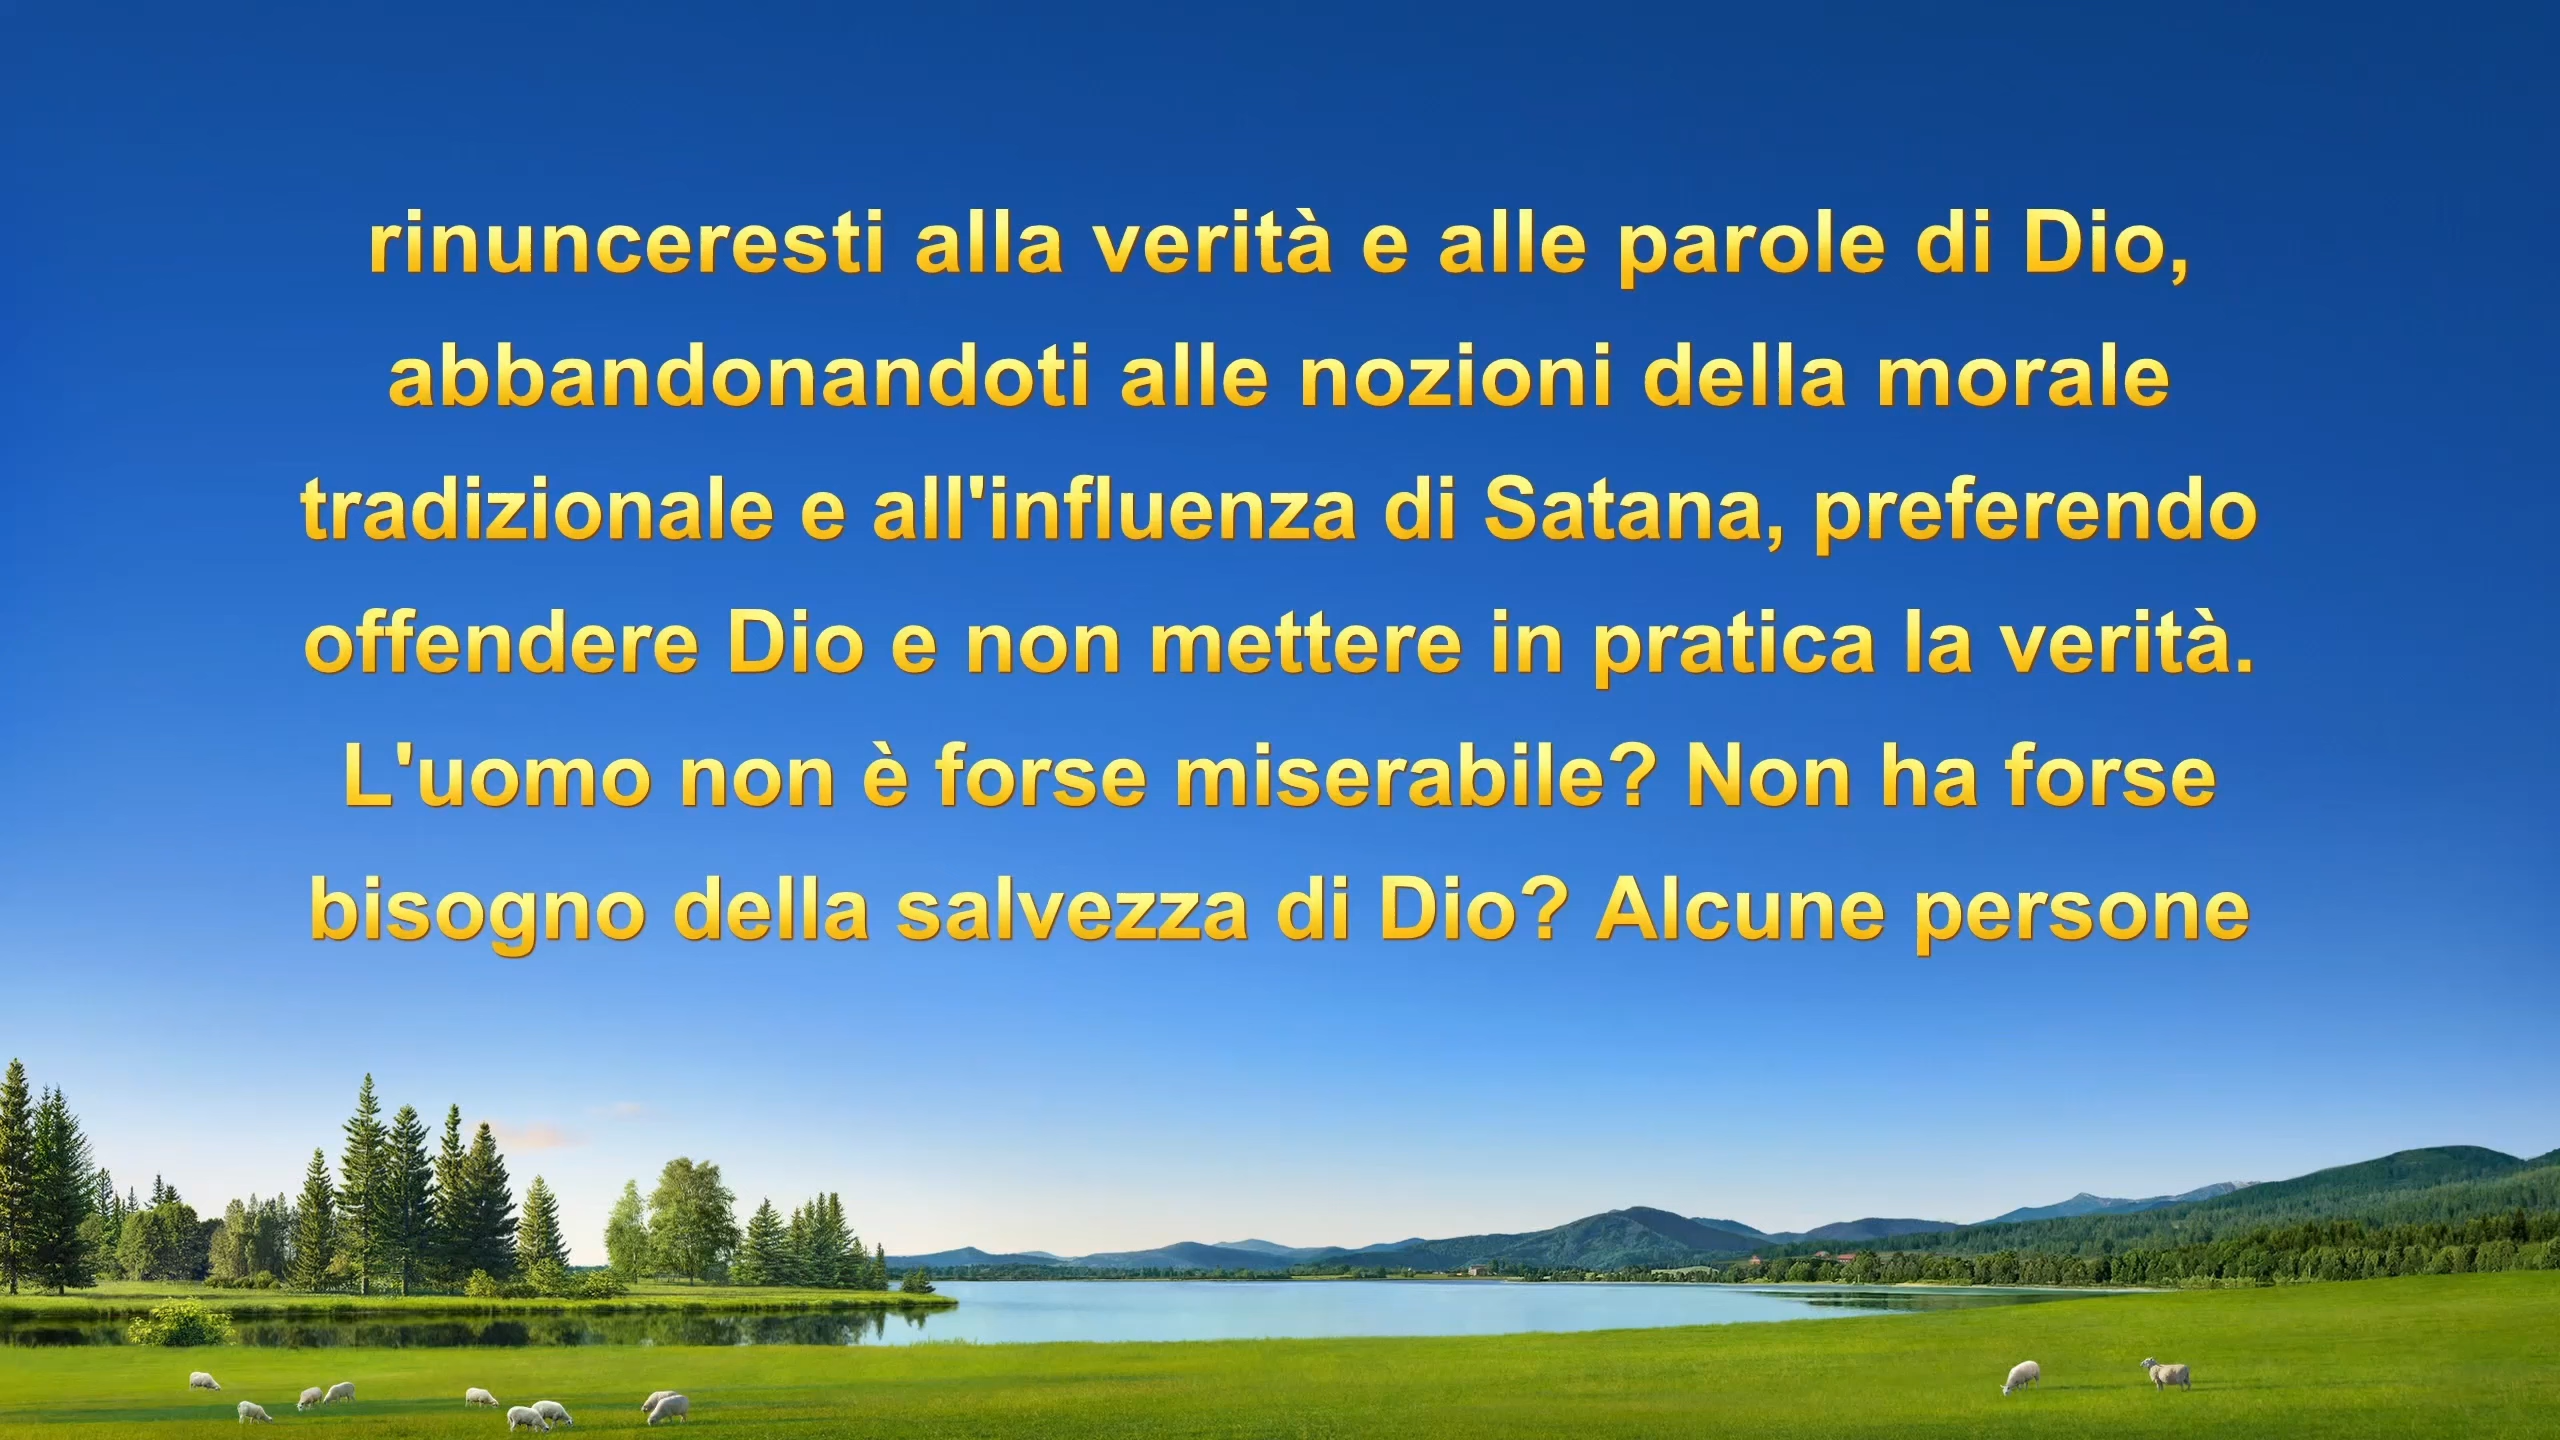 rinunceresti alla verità e alle parole di Dio,
abbandonandoti alle nozioni della morale
tradizionale e all'influenza di Satana, preferendo
offendere Dio e non mettere in pratica la verità.
L'uomo non è forse miserabile? Non ha forse
bisogno della salvezza di Dio? Alcune persone